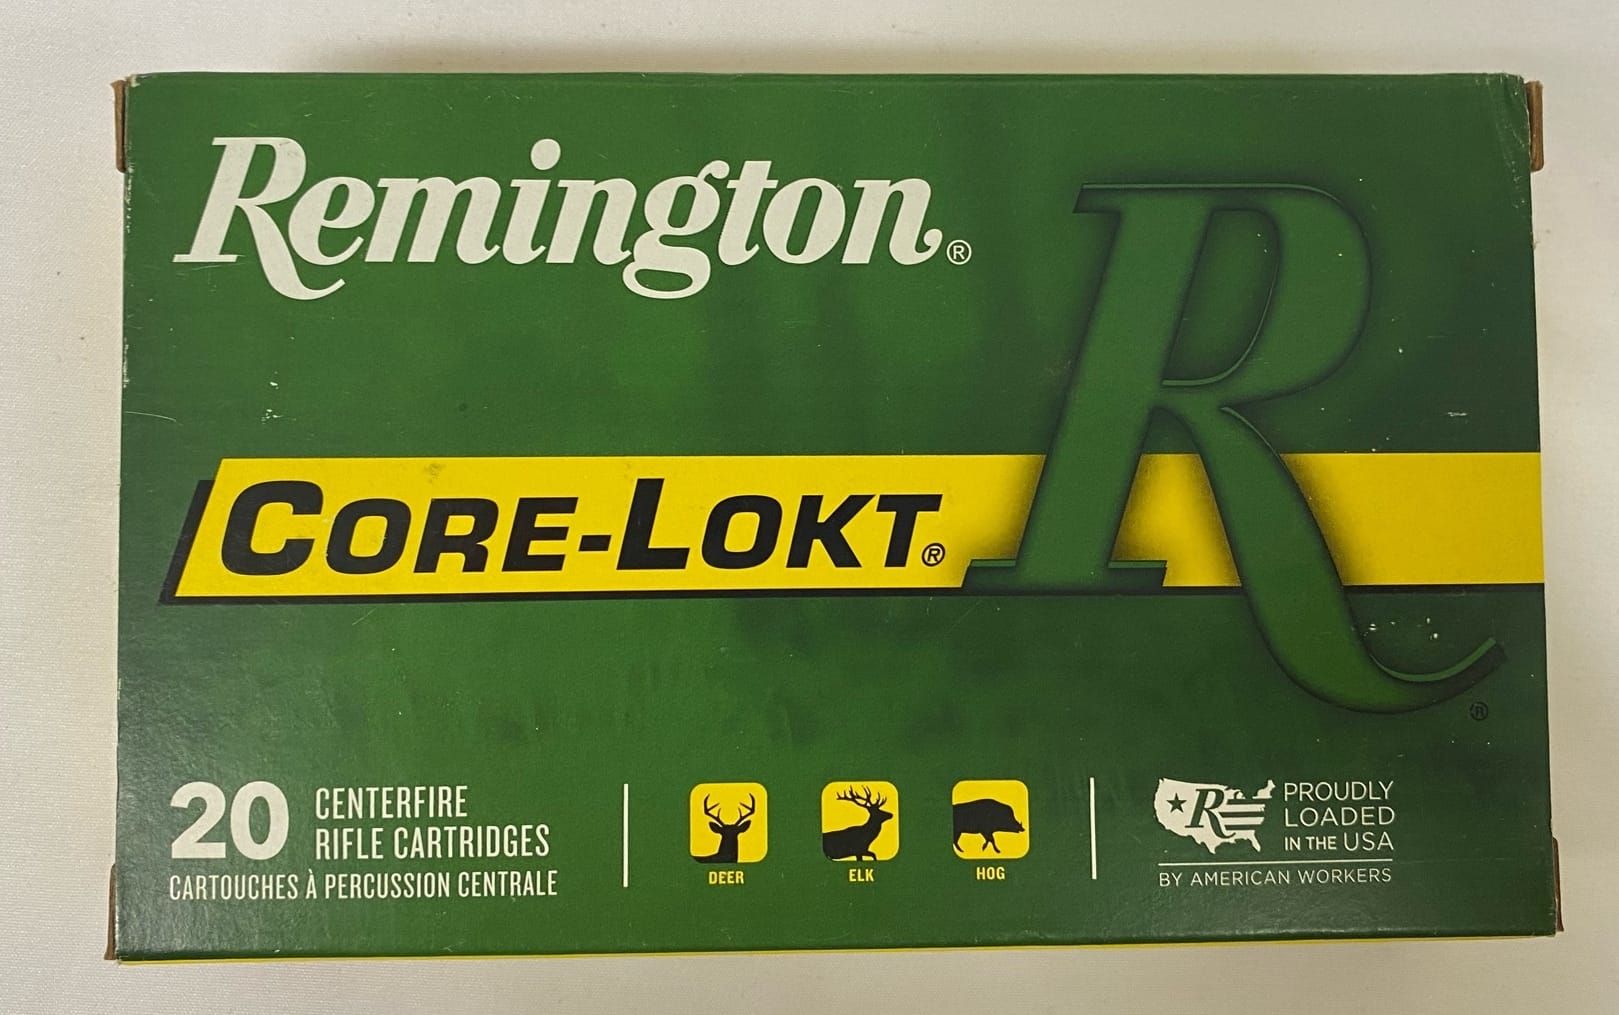 Remington®
CORE-LOKT®
R®
20 CENTERFIRE
RIFLE CARTRIDGES
CARTOUCHES À PERCUSSION CENTRALE
DEER
ELK
HOG
R
PROUDLY
LOADED
IN THE USA
BY AMERICAN WORKERS